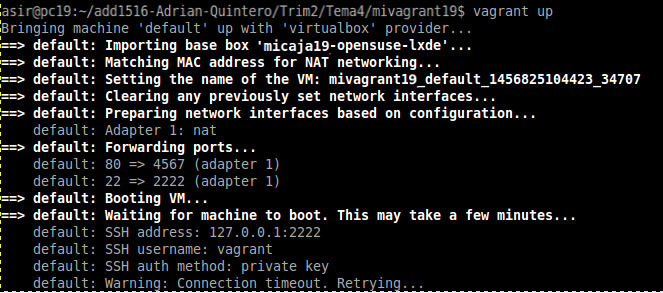 asir@pc19:~/add1516-Adrian-Quintero/Trim2/Tema4/mivagrant19$ vagrant up
Bringing machine 'default' up with 'virtualbox' provider...
==> default: Importing base box 'micaja19-opensuse-lxde'...
==> default: Matching MAC address for NAT networking...
==> default: Setting the name of the VM: mivagrant19_default_1456825104423_34707
==> default: Clearing any previously set network interfaces...
==> default: Preparing network interfaces based on configuration...
    default: Adapter 1: nat
==> default: Forwarding ports...
    default: 80 => 4567 (adapter 1)
    default: 22 => 2222 (adapter 1)
==> default: Booting VM...
==> default: Waiting for machine to boot. This may take a few minutes...
    default: SSH address: 127.0.0.1:2222
    default: SSH username: vagrant
    default: SSH auth method: private key
    default: Warning: Connection timeout. Retrying...